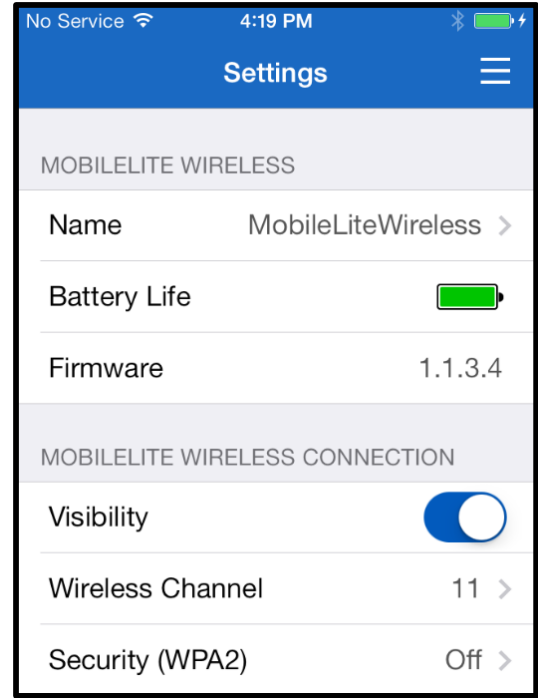 No Service 4:19 PM
Settings
MOBILELITE WIRELESS
Name MobileLiteWireless
Battery Life
Firmware 1.1.3.4
MOBILELITE WIRELESS CONNECTION
Visibility
Wireless Channel 11
Security (WPA2) Off